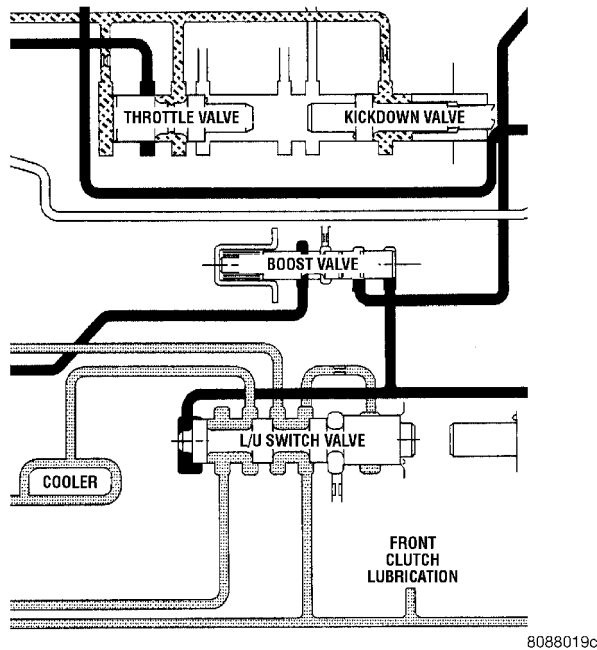 THROTTLE VALVE
KICKDOWN VALVE
BOOST VALVE
L/U SWITCH VALVE
COOLER
FRONT
CLUTCH
LUBRICATION
8088019c